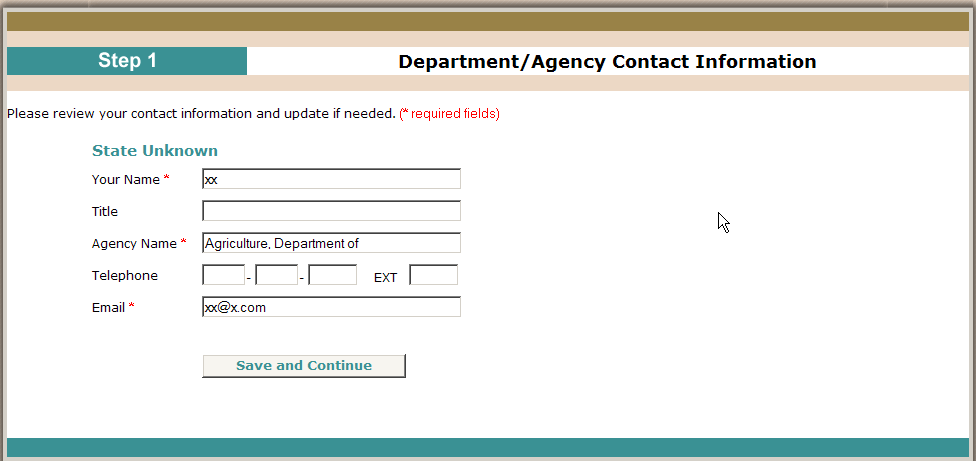 Step 1
Department/Agency Contact Information
Please review your contact information and update if needed. (* required fields)
State Unknown
Your Name * xx
Title
Agency Name * Agriculture, Department of
Telephone - - EXT
Email * xx@x.com
Save and Continue